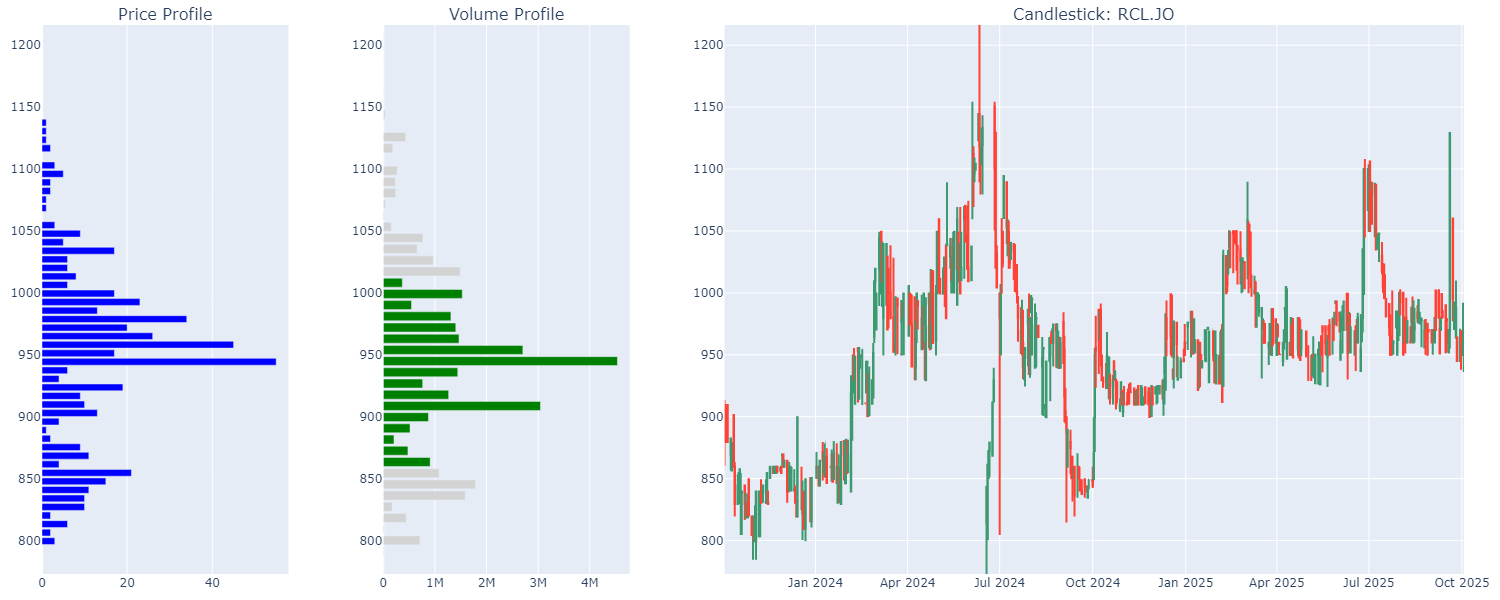 Price Profile
Volume Profile
Candlestick: RCL.JO
1200
1150
1100
1050
1000
950
900
850
800
0
20
40
1200
1150
1100
1050
1000
950
900
850
800
0
1M
2M
3M
4M
1200
1150
1100
1050
1000
950
900
850
800
Jan 2024
Apr 2024
Jul 2024
Oct 2024
Jan 2025
Apr 2025
Jul 2025
Oct 2025